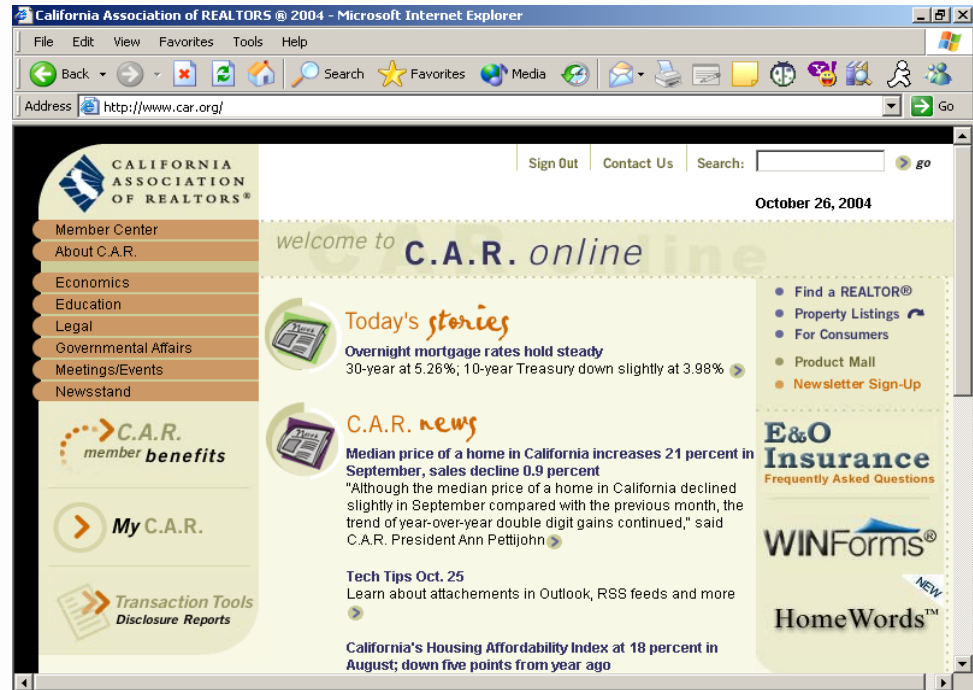 California Association of REALTORS ® 2004 - Microsoft Internet Explorer
File Edit View Favorites Tools Help
Back Search Favorites Media
Address http://www.car.org/ Go
CALIFORNIA
ASSOCIATION
OF REALTORS®
Sign Out Contact Us Search: go
October 26, 2004
Member Center
About C.A.R.
Economics
Education
Legal
Governmental Affairs
Meetings/Events
Newsstand
C.A.R.
member benefits
My C.A.R.
Transaction Tools
Disclosure Reports
welcome to C.A.R. online
Today's stories
Overnight mortgage rates hold steady
30-year at 5.26%; 10-year Treasury down slightly at 3.98%
C.A.R. news
Median price of a home in California increases 21 percent in
September, sales decline 0.9 percent
"Although the median price of a home in California declined
slightly in September compared with the previous month, the
trend of year-over-year double digit gains continued," said
C.A.R. President Ann Pettijohn
Tech Tips Oct. 25
Learn about attachements in Outlook, RSS feeds and more
California's Housing Affordability Index at 18 percent in
August; down five points from year ago
Find a REALTOR®
Property Listings
For Consumers
Product Mall
Newsletter Sign-Up
E&O
Insurance
Frequently Asked Questions
WINForms®
NEW
HomeWords™